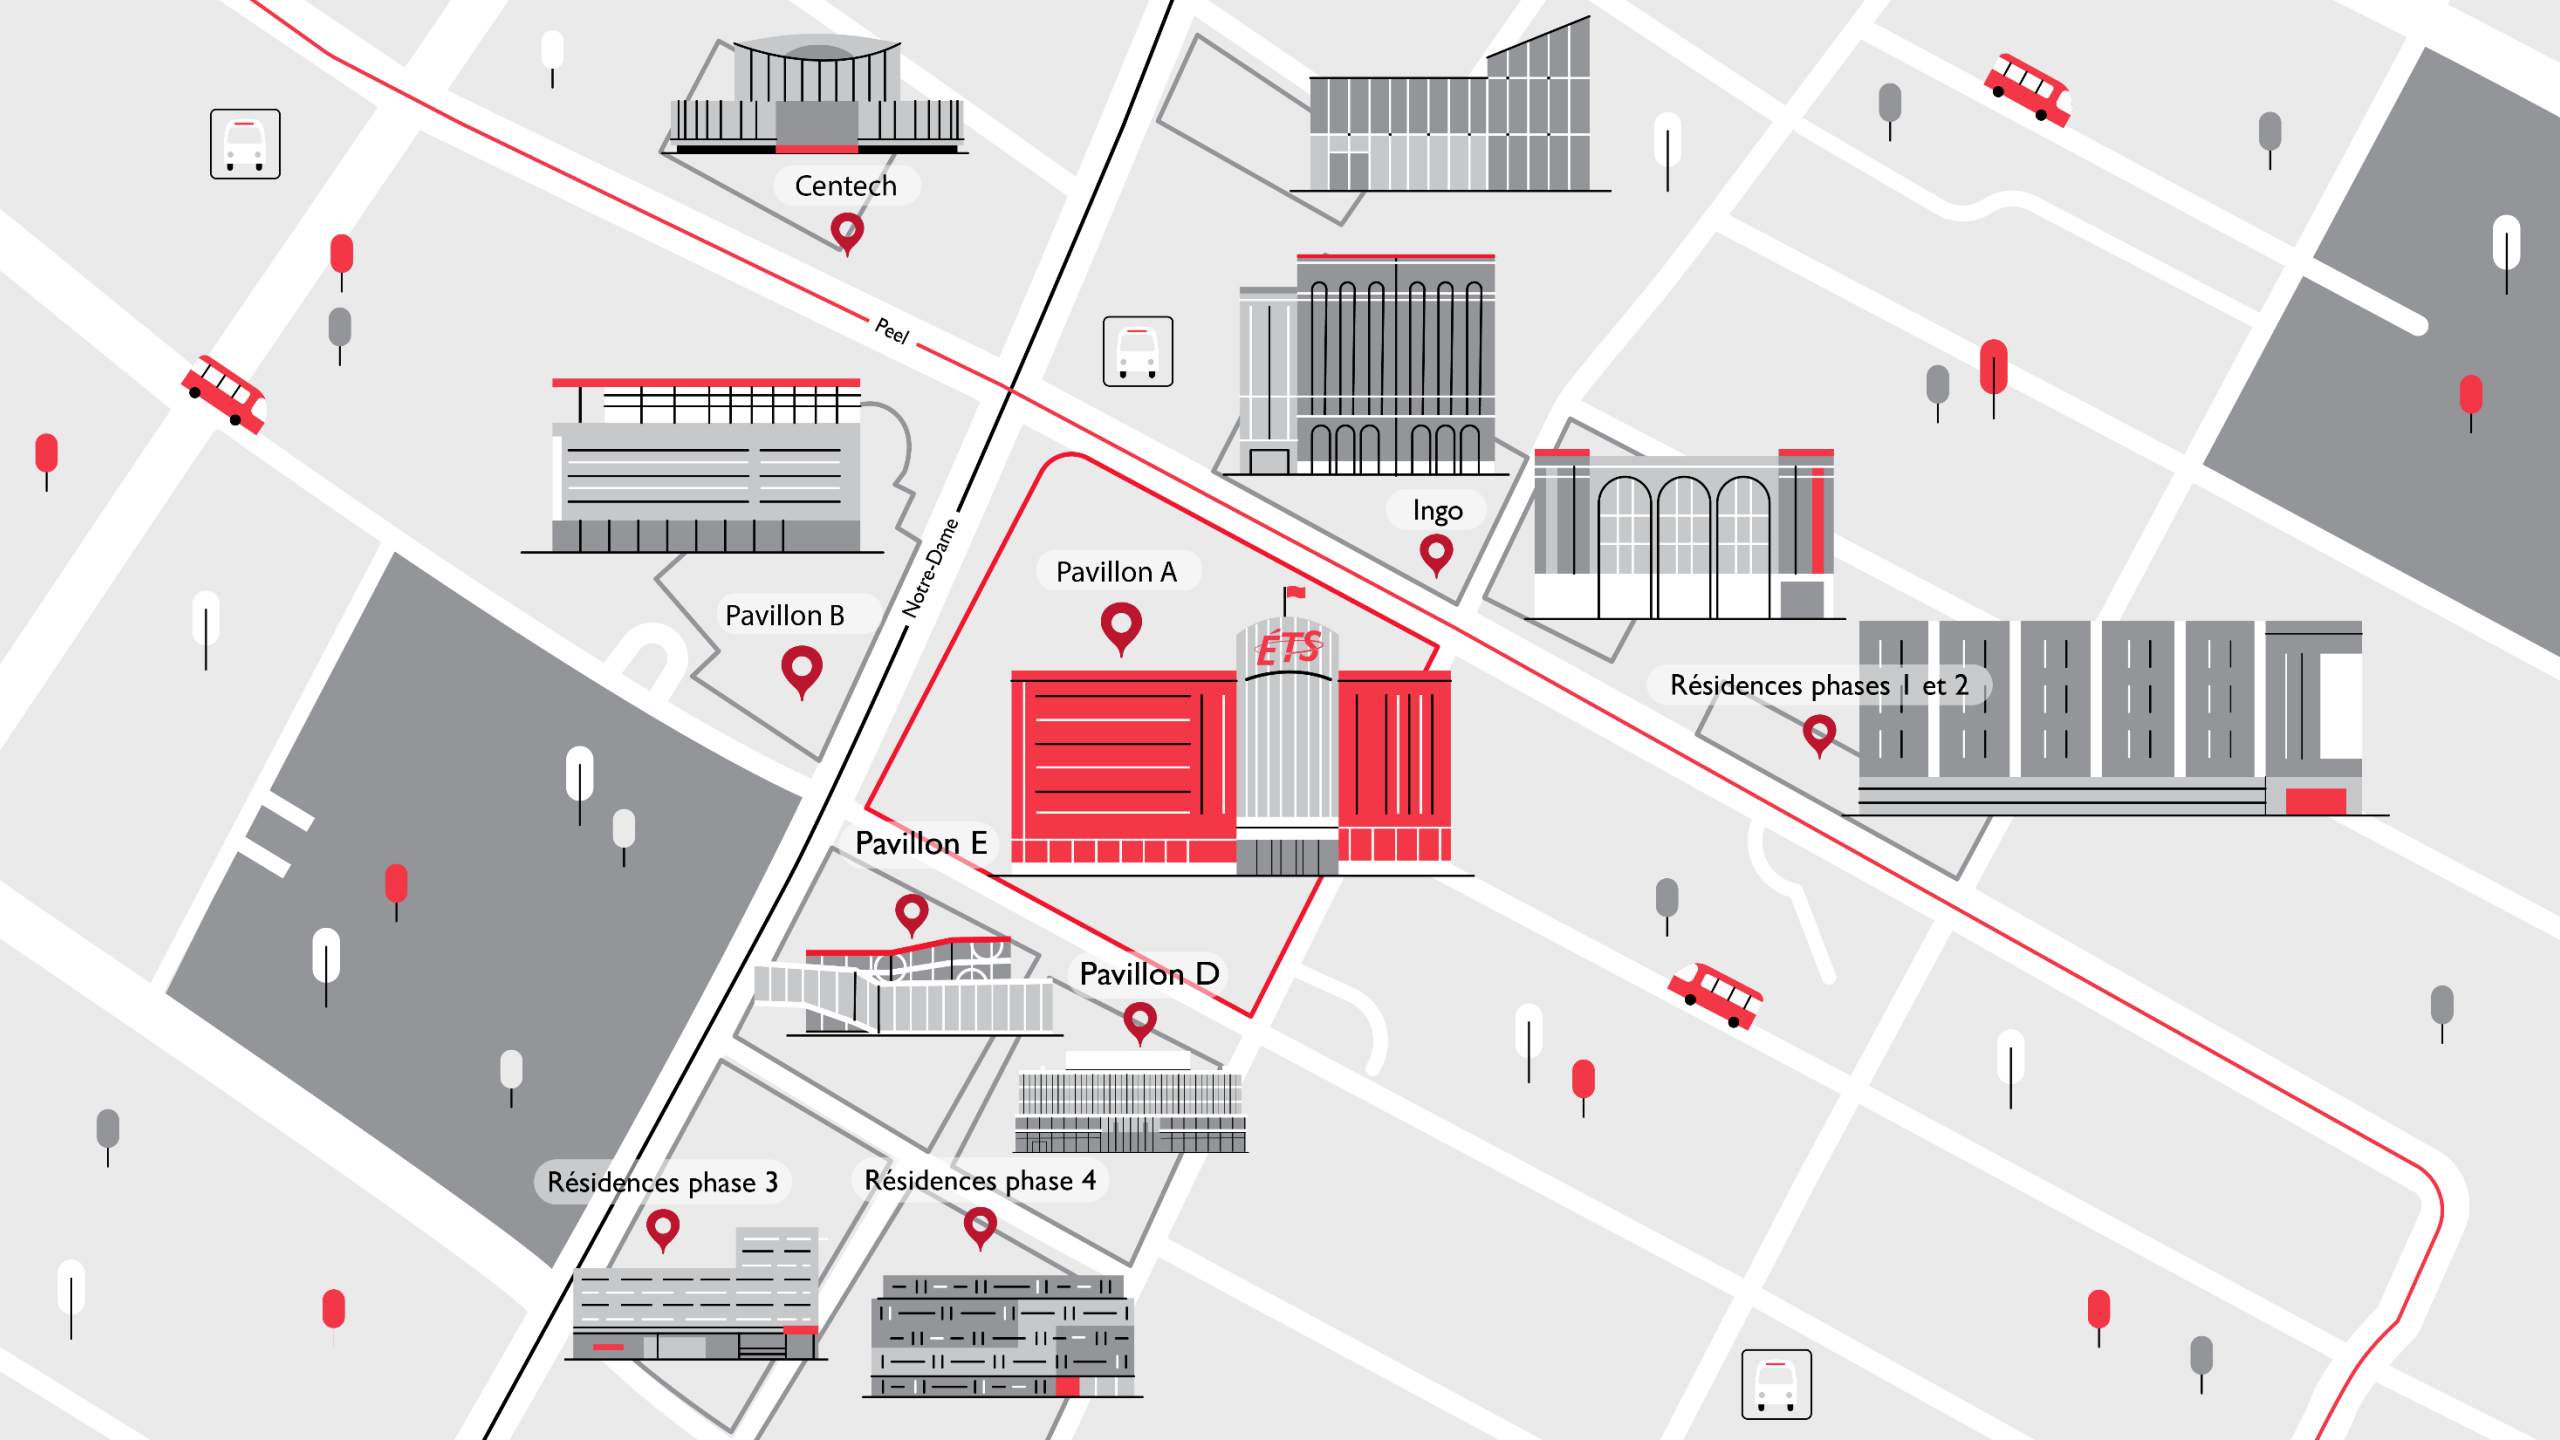 Centech
Peel
Ingo
Notre-Dame
Pavillon A
Pavillon B
ÉTS
Résidences phases 1 et 2
Pavillon E
Pavillon D
Résidences phase 3
Résidences phase 4